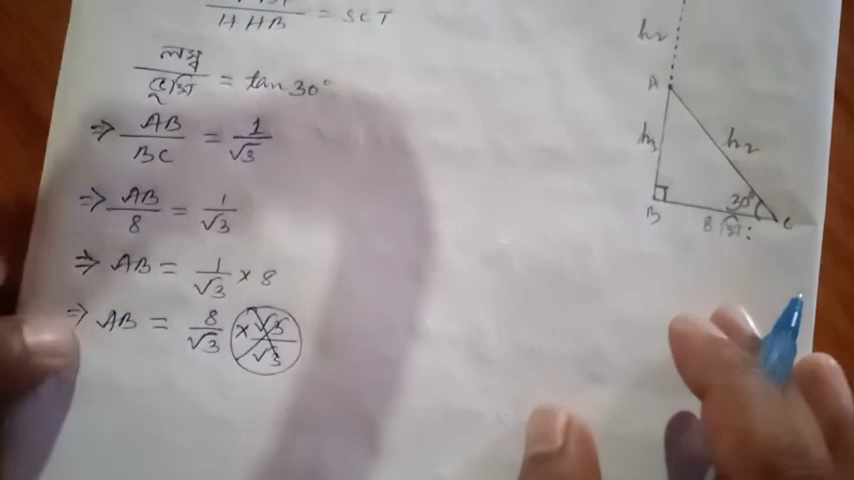 H HB = SCT
লম্ব / ভূমি = tan 30°
⇒ AB / BC = 1 / √3
⇒ AB / 8 = 1 / √3
⇒ AB = 1 / √3 × 8
⇒ AB = 8 / √3 × √3 / √3
h₂
A
h₁
h₂
30°
B
8 মি:
C